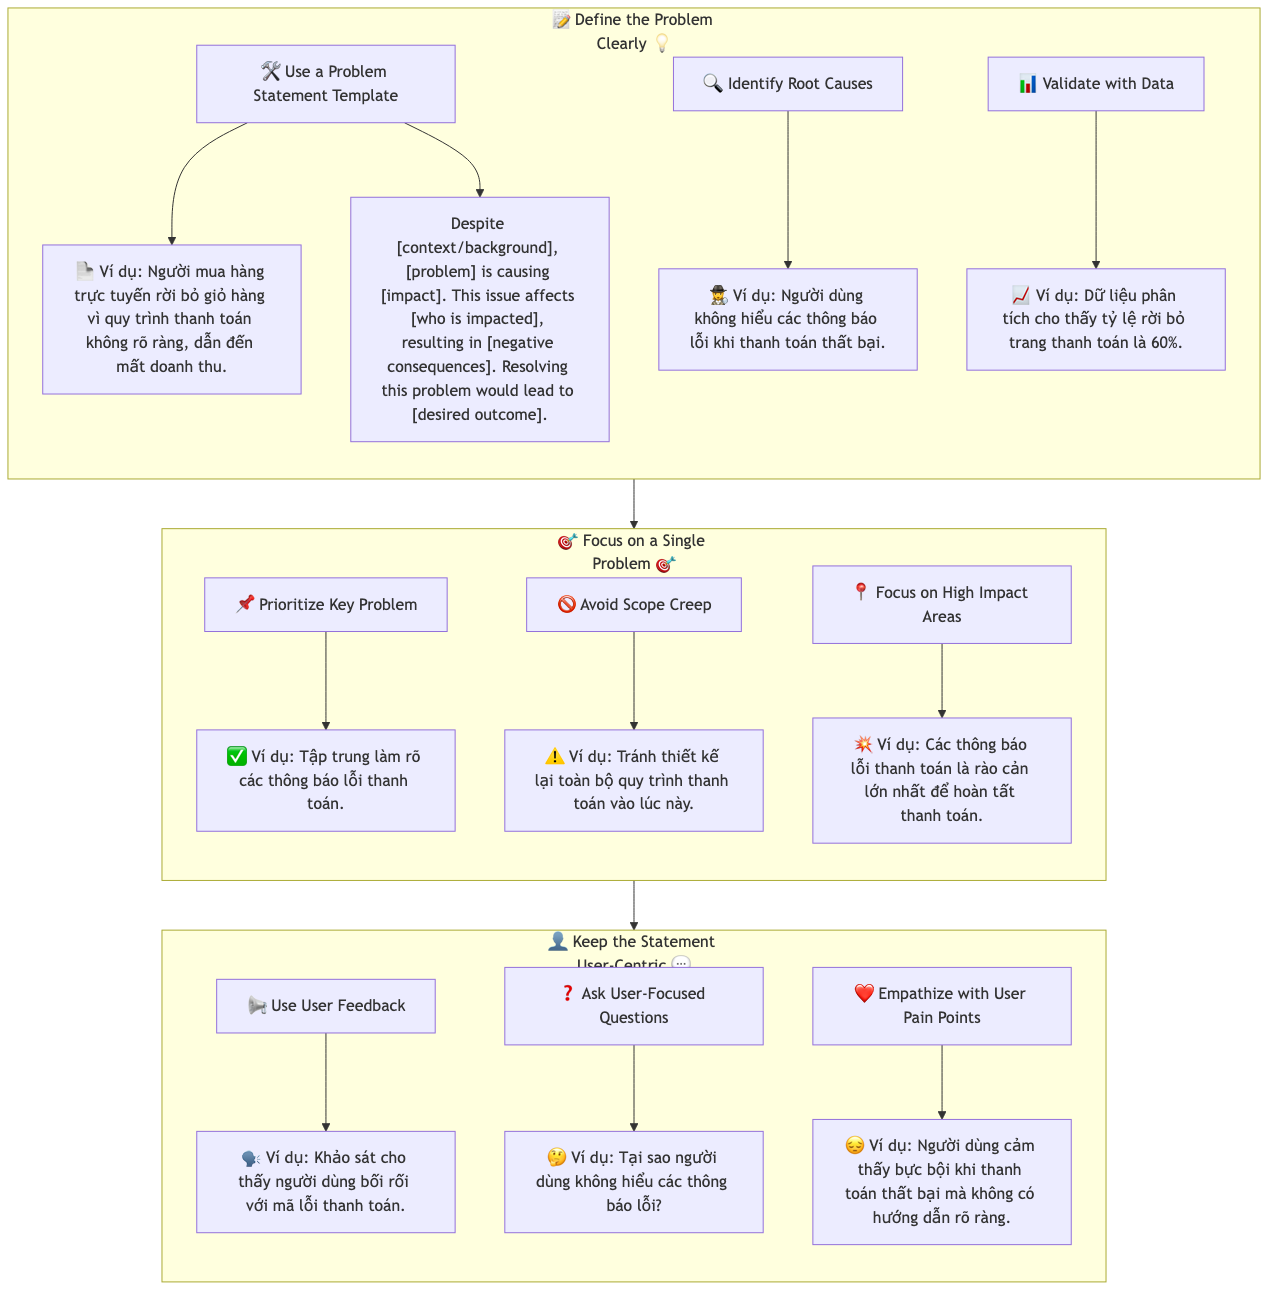 📝 Define the Problem
Clearly 💡
🛠️ Use a Problem
Statement Template
🔍 Identify Root Causes
📊 Validate with Data
Ví dụ: Người mua hàng
trực tuyến rời bỏ giỏ hàng
vì quy trình thanh toán
không rõ ràng, dẫn đến
mất doanh thu.
Despite
[context/background],
[problem] is causing
[impact]. This issue affects
[who is impacted],
resulting in [negative
consequences]. Resolving
this problem would lead to
[desired outcome].
🕵️ Ví dụ: Người dùng
không hiểu các thông báo
lỗi khi thanh toán thất bại.
📈 Ví dụ: Dữ liệu phân
tích cho thấy tỷ lệ rời bỏ
trang thanh toán là 60%.
🎯 Focus on a Single
Problem 🎯
📌 Prioritize Key Problem
🚫 Avoid Scope Creep
📍 Focus on High Impact
Areas
✅ Ví dụ: Tập trung làm rõ
các thông báo lỗi thanh
toán.
⚠️ Ví dụ: Tránh thiết kế
lại toàn bộ quy trình thanh
toán vào lúc này.
💥 Ví dụ: Các thông báo
lỗi thanh toán là rào cản
lớn nhất để hoàn tất
thanh toán.
👤 Keep the Statement
User-Centric 💬
📢 Use User Feedback
❓ Ask User-Focused
Questions
❤️ Empathize with User
Pain Points
🗣️ Ví dụ: Khảo sát cho
thấy người dùng bối rối
với mã lỗi thanh toán.
🤔 Ví dụ: Tại sao người
dùng không hiểu các thông
báo lỗi?
😔 Ví dụ: Người dùng cảm
thấy bực bội khi thanh
toán thất bại mà không có
hướng dẫn rõ ràng.